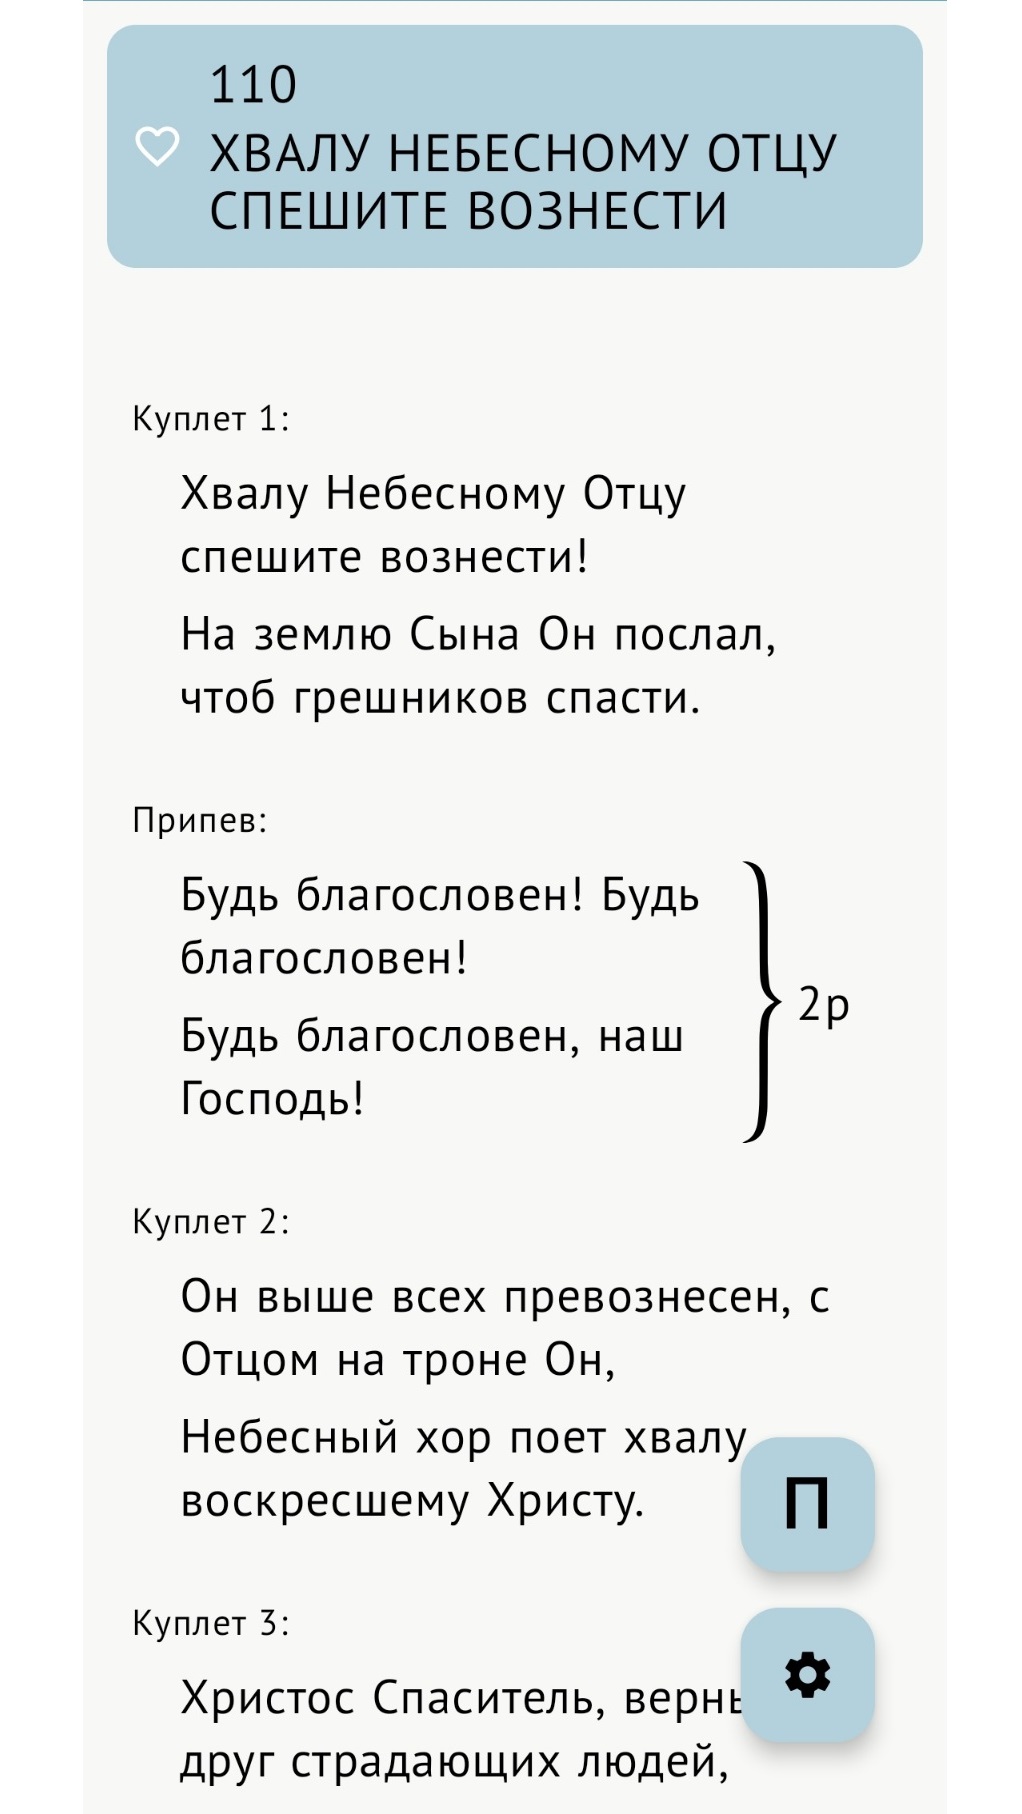 110
ХВАЛУ НЕБЕСНОМУ ОТЦУ
СПЕШИТЕ ВОЗНЕСТИ
Куплет 1:
Хвалу Небесному Отцу
спешите вознести!
На землю Сына Он послал,
чтоб грешников спасти.
Припев:
Будь благословен! Будь
благословен!
Будь благословен, наш
Господь!
2р
Куплет 2:
Он выше всех превознесен, с
Отцом на троне Он,
Небесный хор поет хвалу
воскресшему Христу.
П
Куплет 3:
Христос Спаситель,
друг страдающих людей,